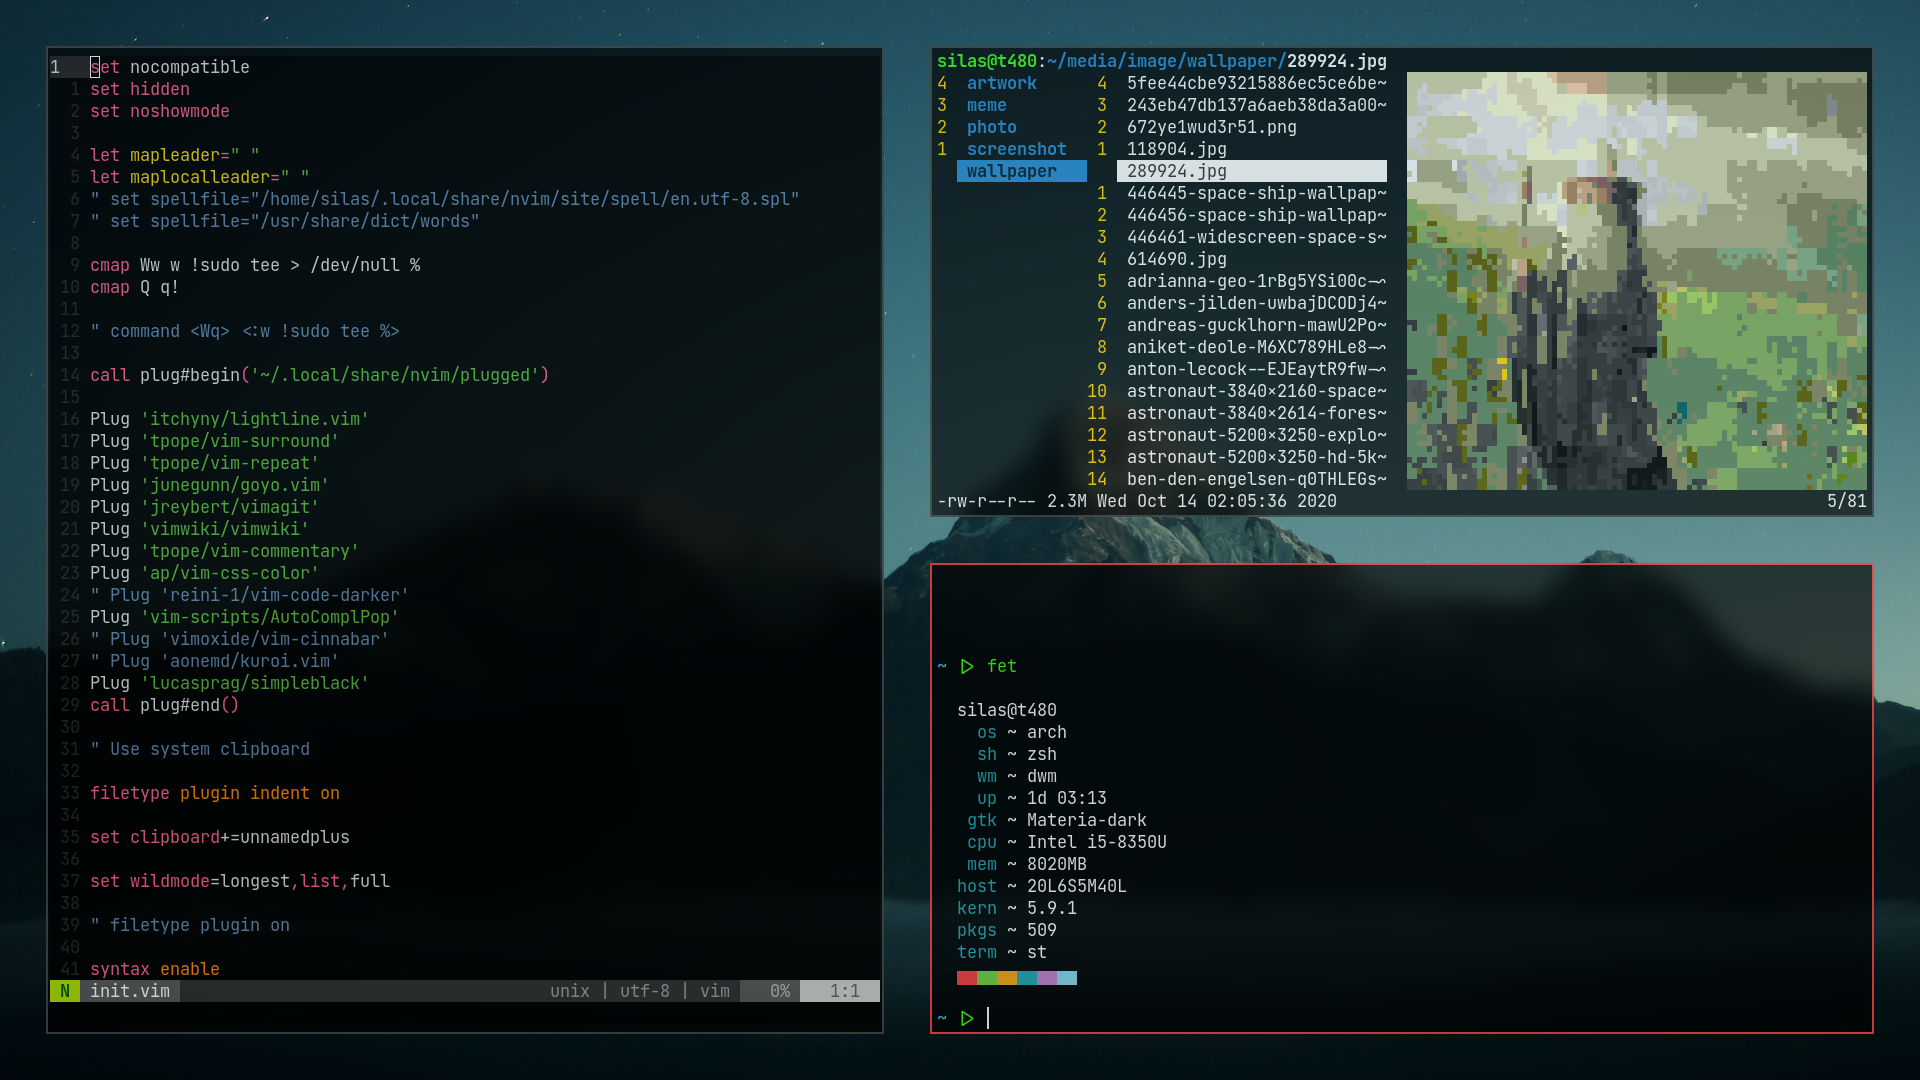 1 set nocompatible
1 set hidden
2 set noshowmode
3
4 let mapleader=" "
5 let maplocalleader=" "
6 " set spellfile="/home/silas/.local/share/nvim/site/spell/en.utf-8.spl"
7 " set spellfile="/usr/share/dict/words"
8
9 cmap Ww w !sudo tee > /dev/null %
10 cmap Q q!
11
12 " command <Wq> <:w !sudo tee %>
13
14 call plug#begin('~/.local/share/nvim/plugged')
15
16 Plug 'itchyny/lightline.vim'
17 Plug 'tpope/vim-surround'
18 Plug 'tpope/vim-repeat'
19 Plug 'junegunn/goyo.vim'
20 Plug 'jreybert/vimagit'
21 Plug 'vimwiki/vimwiki'
22 Plug 'tpope/vim-commentary'
23 Plug 'ap/vim-css-color'
24 " Plug 'reini-1/vim-code-darker'
25 Plug 'vim-scripts/AutoComplPop'
26 " Plug 'vimoxide/vim-cinnabar'
27 " Plug 'aonemd/kuroi.vim'
28 Plug 'lucasprag/simpleblack'
29 call plug#end()
30
31 " Use system clipboard
32
33 filetype plugin indent on
34
35 set clipboard+=unnamedplus
36
37 set wildmode=longest,list,full
38
39 " filetype plugin on
40
41 syntax enable
N init.vim unix | utf-8 | vim 0% 1:1
silas@t480:~/media/image/wallpaper/289924.jpg
4 artwork 4 5fee44cbe93215886ec5ce6be~
3 meme 3 243eb47db137a6aeb38da3a00~
2 photo 2 672ye1wud3r51.png
1 screenshot 1 118904.jpg
wallpaper 289924.jpg
1 446445-space-ship-wallpap~
2 446456-space-ship-wallpap~
3 446461-widescreen-space-s~
4 614690.jpg
5 adrianna-geo-1rBg5YSi00c-~
6 anders-jilden-uwbajDCODj4~
7 andreas-gucklhorn-mawU2Po~
8 aniket-deole-M6XC789HLe8-~
9 anton-lecock--EJEaytR9fw-~
10 astronaut-3840×2160-space~
11 astronaut-3840×2614-fores~
12 astronaut-5200×3250-explo~
13 astronaut-5200×3250-hd-5k~
14 ben-den-engelsen-q0THLEGs~
-rw-r--r-- 2.3M Wed Oct 14 02:05:36 2020 5/81
~ ▷ fet
silas@t480
os ~ arch
sh ~ zsh
wm ~ dwm
up ~ 1d 03:13
gtk ~ Materia-dark
cpu ~ Intel i5-8350U
mem ~ 8020MB
host ~ 20L6S5M40L
kern ~ 5.9.1
pkgs ~ 509
term ~ st
~ ▷